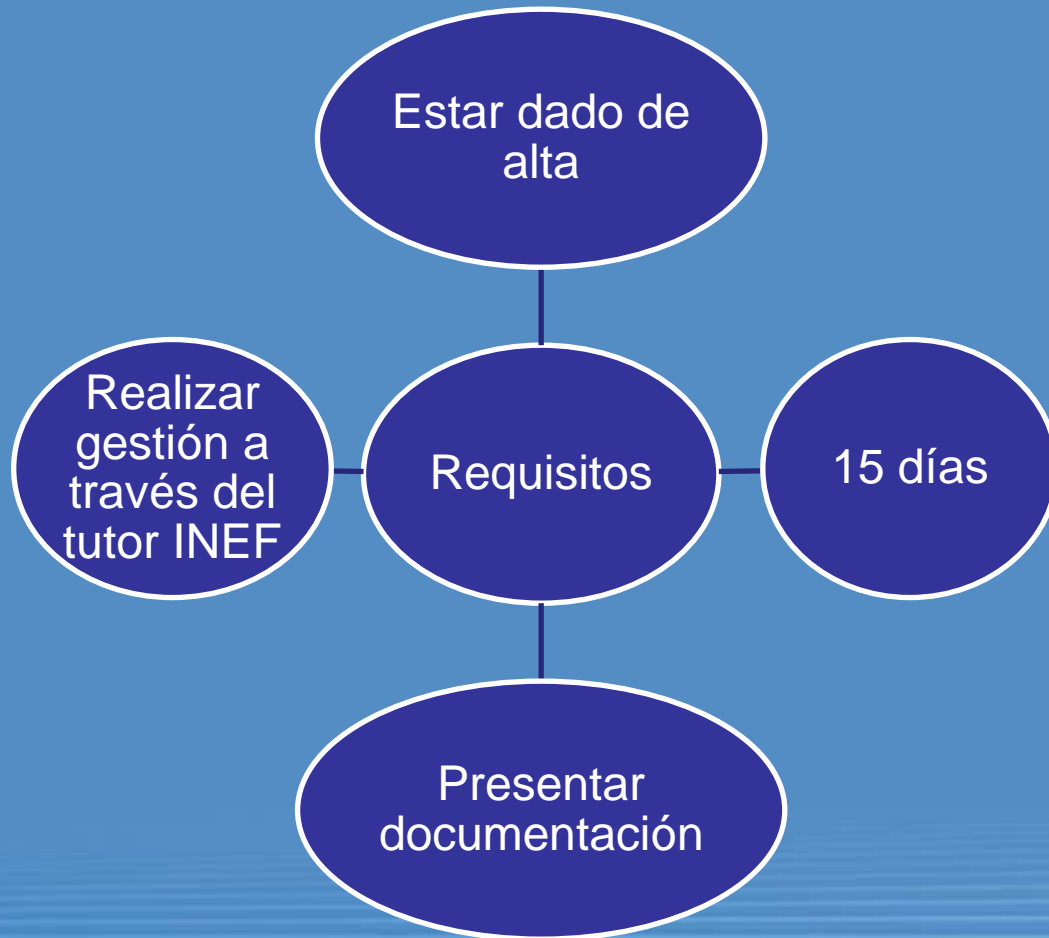 Estar dado de
alta
Realizar
gestión a
través del
tutor INEF
Requisitos
15 días
Presentar
documentación